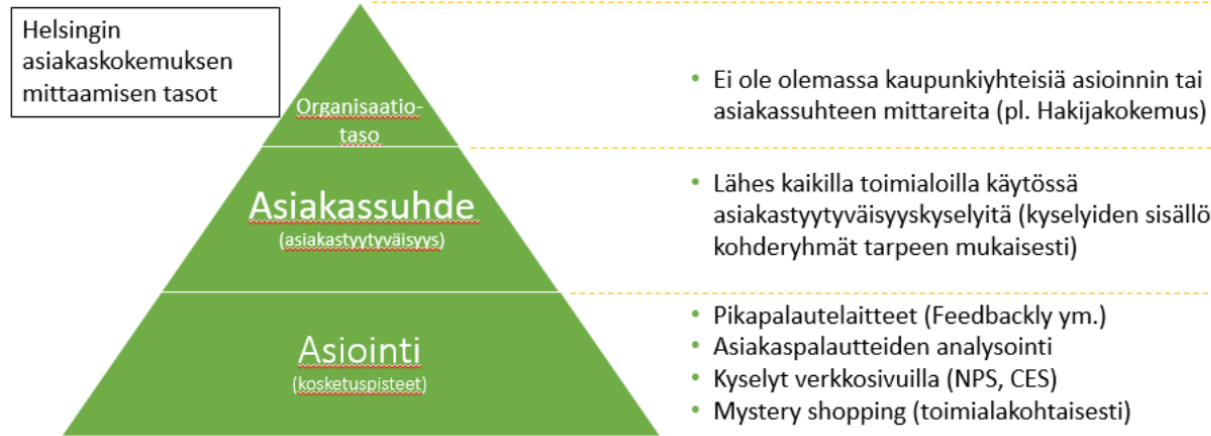 Helsingin
asiakaskokemuksen
mittaamisen tasot
Organisaatio-
taso
• Ei ole olemassa kaupunkiyhteisiä asioinnin tai
asiakassuhteen mittareita (pl. Hakijakokemus)
Asiakassuhde
(asiakastyytyväisyys)
• Lähes kaikilla toimialoilla käytössä
asiakastyytyväisyyskyselyitä (kyselyiden sisällö
kohderyhmät tarpeen mukaisesti)
Asiointi
(kosketuspisteet)
• Pikapalautelaitteet (Feedbackly ym.)
• Asiakaspalautteiden analysointi
• Kyselyt verkkosivuilla (NPS, CES)
• Mystery shopping (toimialakohtaisesti)